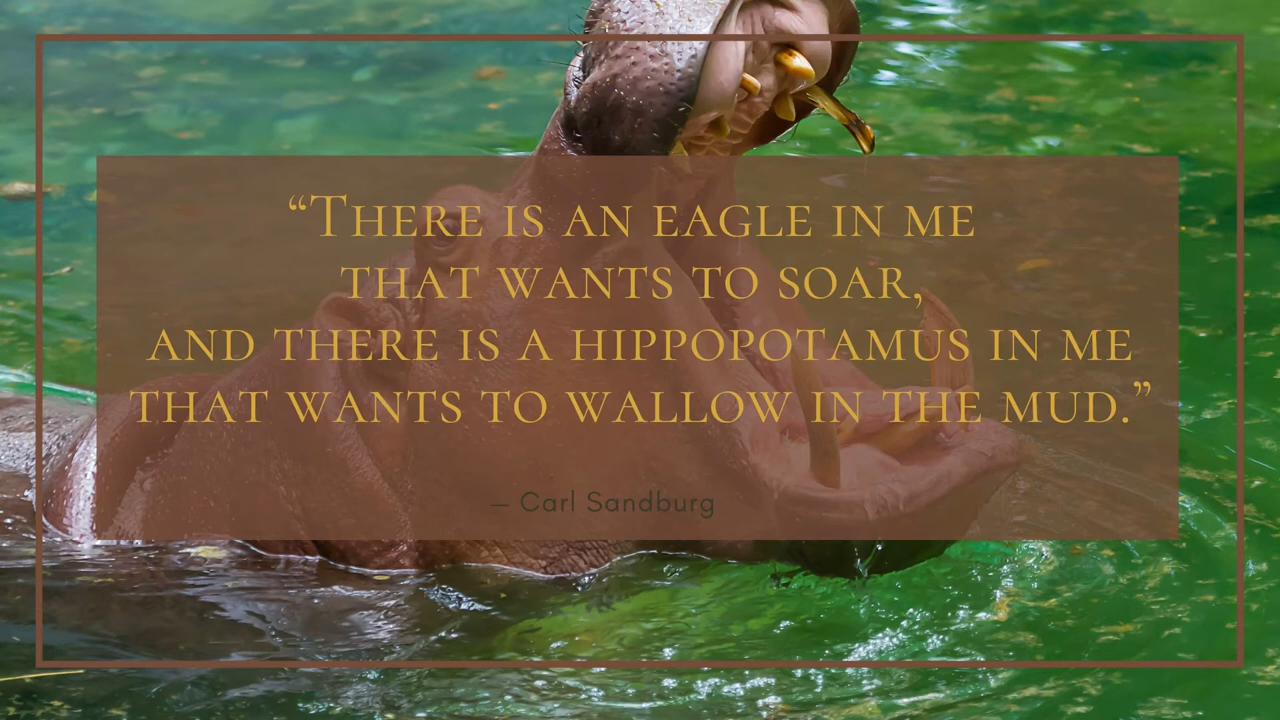 “There is an eagle in me
that wants to soar,
and there is a hippopotamus in me
that wants to wallow in the mud.”
– Carl Sandburg